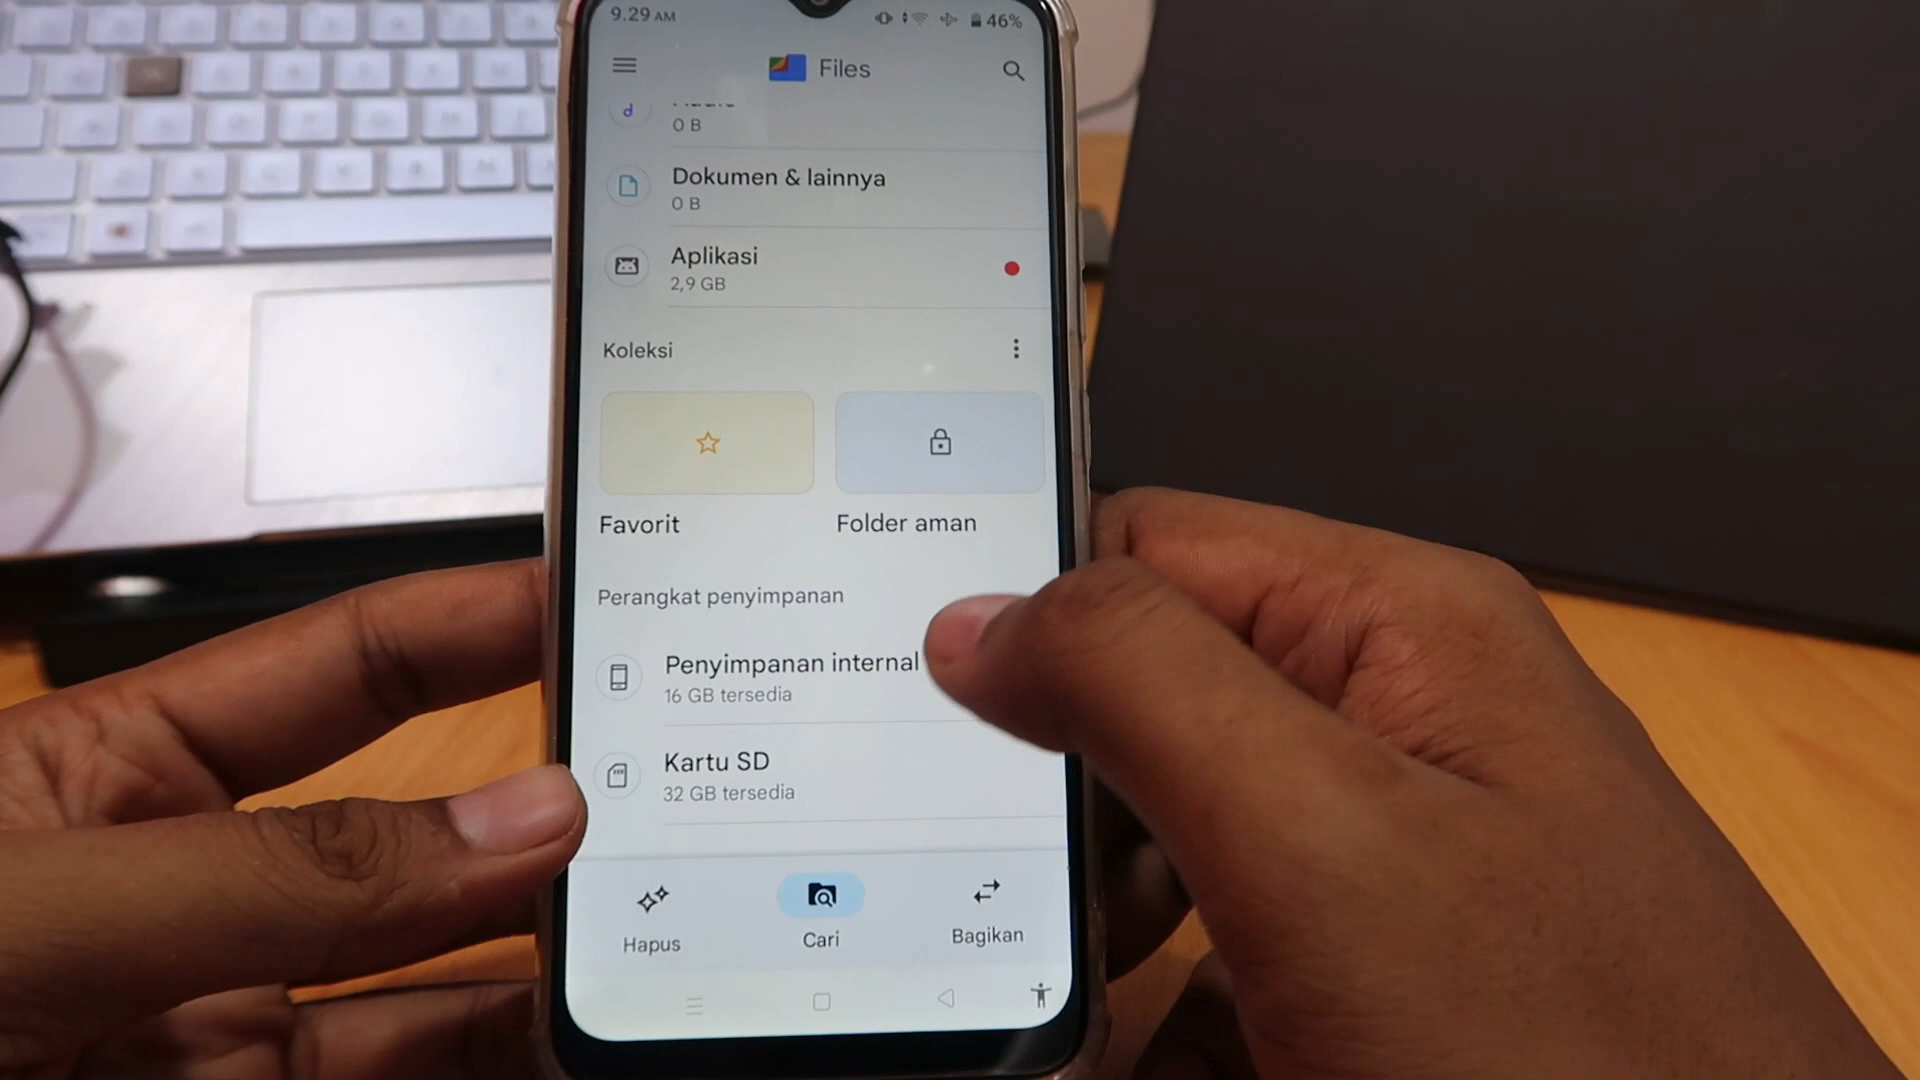 9.29 AM
46%
Files
0 B
Dokumen & lainnya
0 B
Aplikasi
2,9 GB
Koleksi
Favorit
Folder aman
Perangkat penyimpanan
Penyimpanan internal
16 GB tersedia
Kartu SD
32 GB tersedia
Hapus
Cari
Bagikan